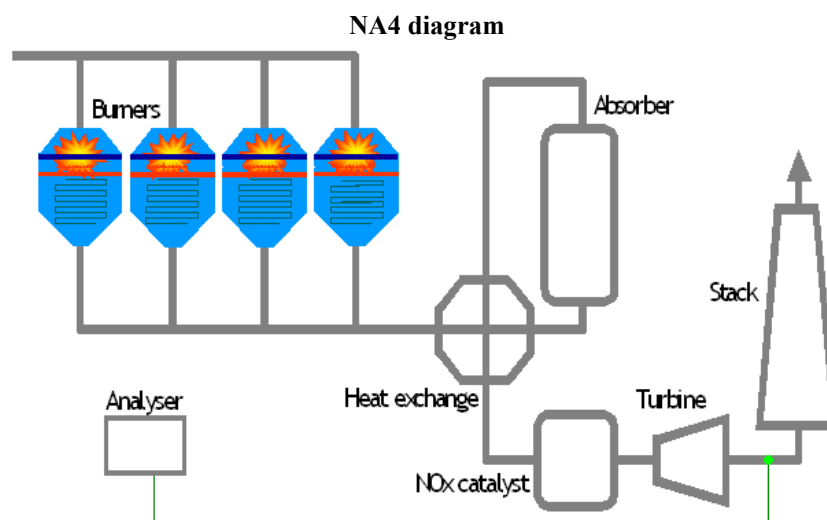 NA4 diagram
Burners
Absorber
Stack
Heat exchange
Analyser
Turbine
NOx catalyst